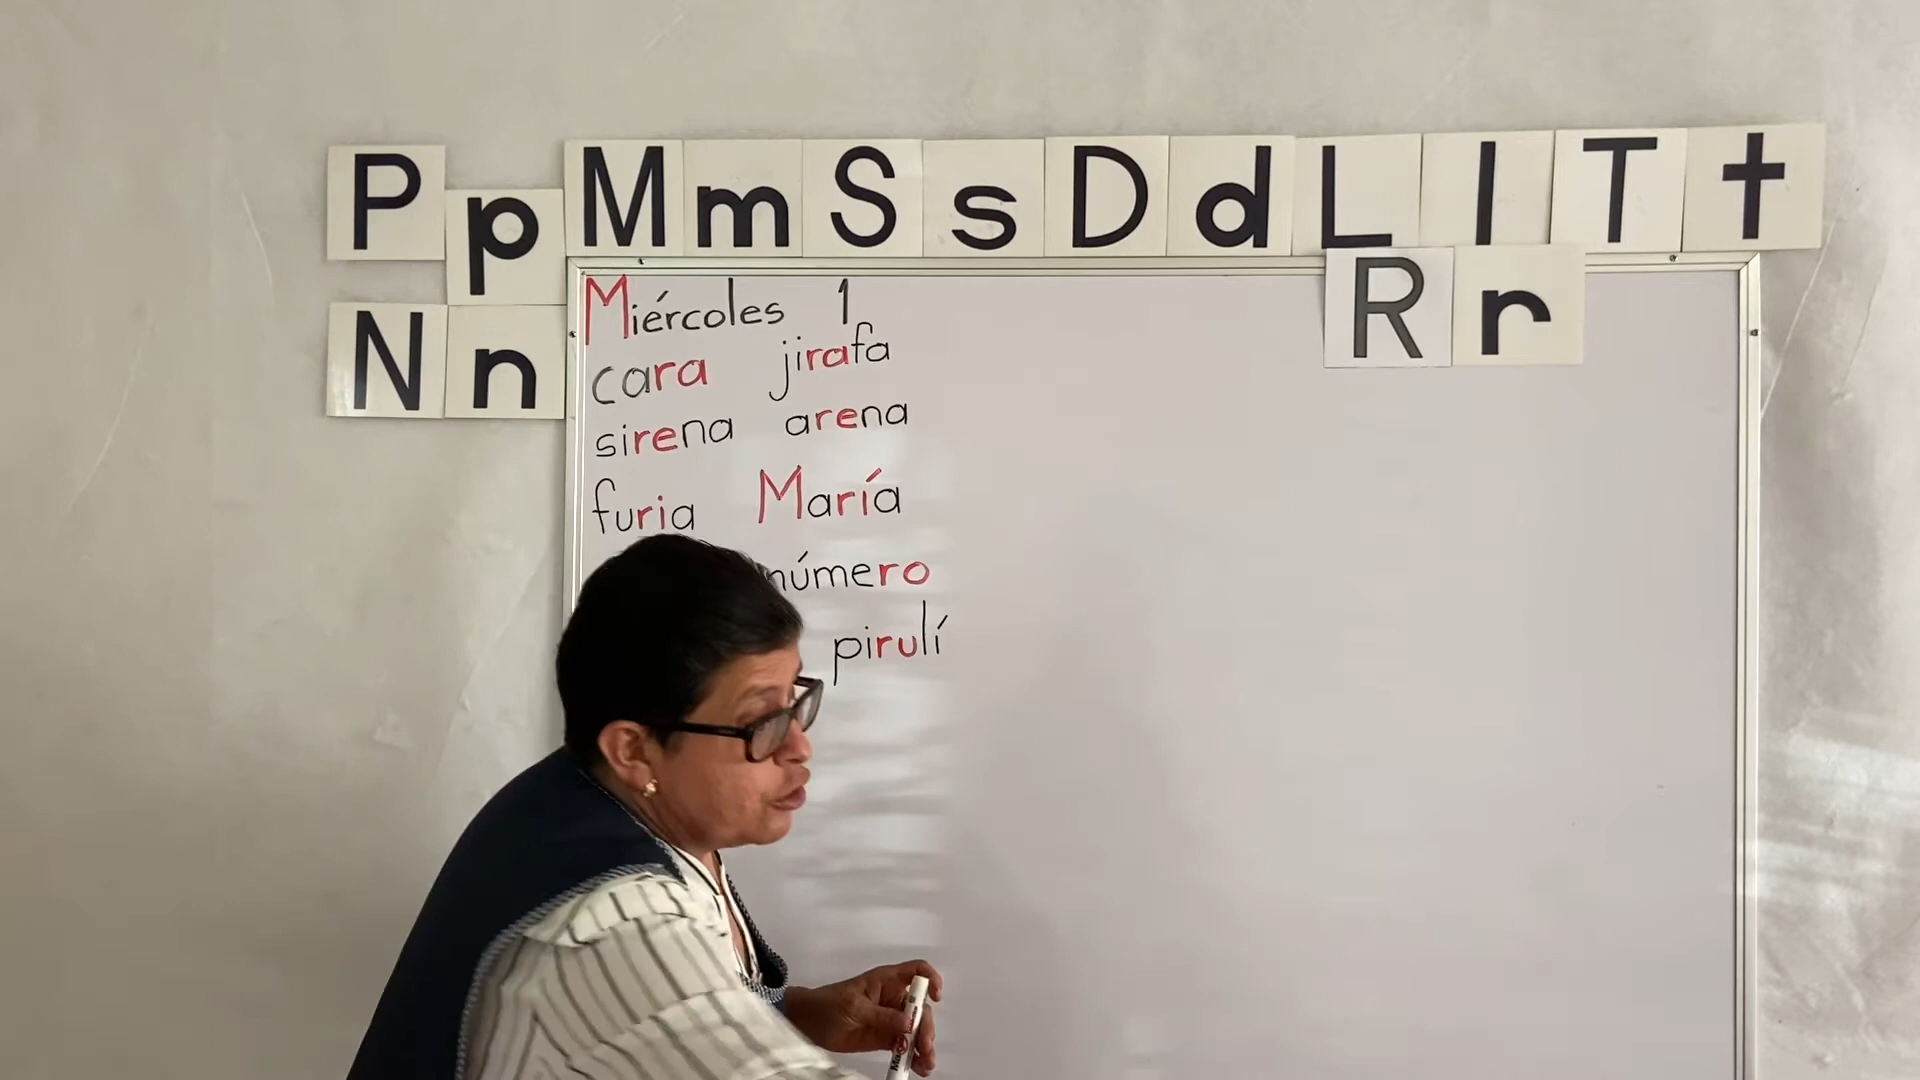 P p M m S s D d L l T t
R r
N n
Miércoles 1
cara jirafa
sirena arena
furia María
número
pirulí